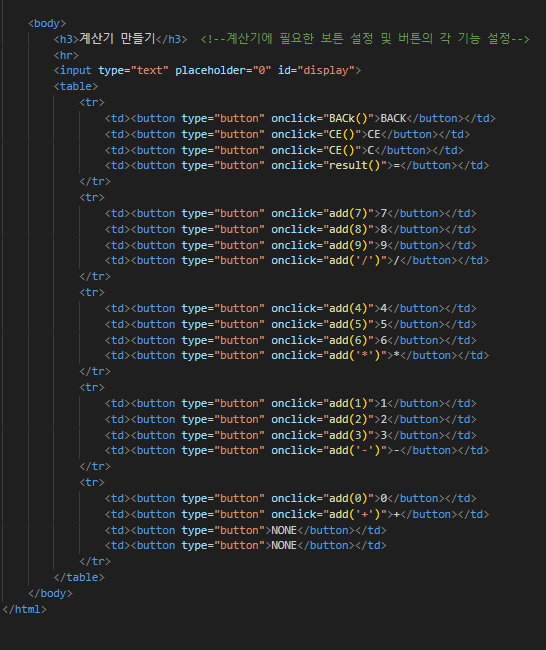 <body>
<h3>계산기 만들기</h3> <!--계산기에 필요한 보튼 설정 및 버튼의 각 기능 설정-->
<hr>
<input type="text" placeholder="0" id="display">
<table>
<tr>
<td><button type="button" onclick="BACk()">BACK</button></td>
<td><button type="button" onclick="CE()">CE</button></td>
<td><button type="button" onclick="CE()">C</button></td>
<td><button type="button" onclick="result()">=</button></td>
</tr>
<tr>
<td><button type="button" onclick="add(7)">7</button></td>
<td><button type="button" onclick="add(8)">8</button></td>
<td><button type="button" onclick="add(9)">9</button></td>
<td><button type="button" onclick="add('/')">/</button></td>
</tr>
<tr>
<td><button type="button" onclick="add(4)">4</button></td>
<td><button type="button" onclick="add(5)">5</button></td>
<td><button type="button" onclick="add(6)">6</button></td>
<td><button type="button" onclick="add('*')">*</button></td>
</tr>
<tr>
<td><button type="button" onclick="add(1)">1</button></td>
<td><button type="button" onclick="add(2)">2</button></td>
<td><button type="button" onclick="add(3)">3</button></td>
<td><button type="button" onclick="add('-')">-</button></td>
</tr>
<tr>
<td><button type="button" onclick="add(0)">0</button></td>
<td><button type="button" onclick="add('+')">+</button></td>
<td><button type="button">NONE</button></td>
<td><button type="button">NONE</button></td>
</tr>
</table>
</body>
</html>